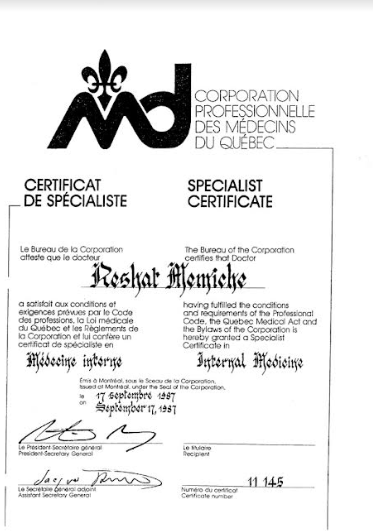 md
CORPORATION
PROFESSIONNELLE
DES MÉDECINS
DU QUÉBEC
CERTIFICAT
DE SPÉCIALISTE
Le Bureau de la Corporation
atteste que le docteur
SPECIALIST
CERTIFICATE
The Bureau of the Corporation
certifies that Doctor
Reshat Memiche
a satisfait aux conditions et
exigences prévues par le Code
des professions, la Loi médicale
du Québec et les Règlements de
la Corporation et lui confère un
certificat de spécialiste en
Médecine interne
having fulfilled the conditions
and requirements of the Professional
Code, the Quebec Medical Act and
the Bylaws of the Corporation is
hereby granted a Specialist
Certificate in
Internal Medicine
Émis à Montréal, sous le Sceau de la Corporation,
Issued at Montreal, under the Seal of the Corporation,
le 17 septembre 1987
on September 17, 1987
Le Président-Secrétaire général
President-Secretary General
Le titulaire
Recipient
Jacques
Le Secrétaire général adjoint
Assistant Secretary General
11 145
Numéro du certificat
Certificate number